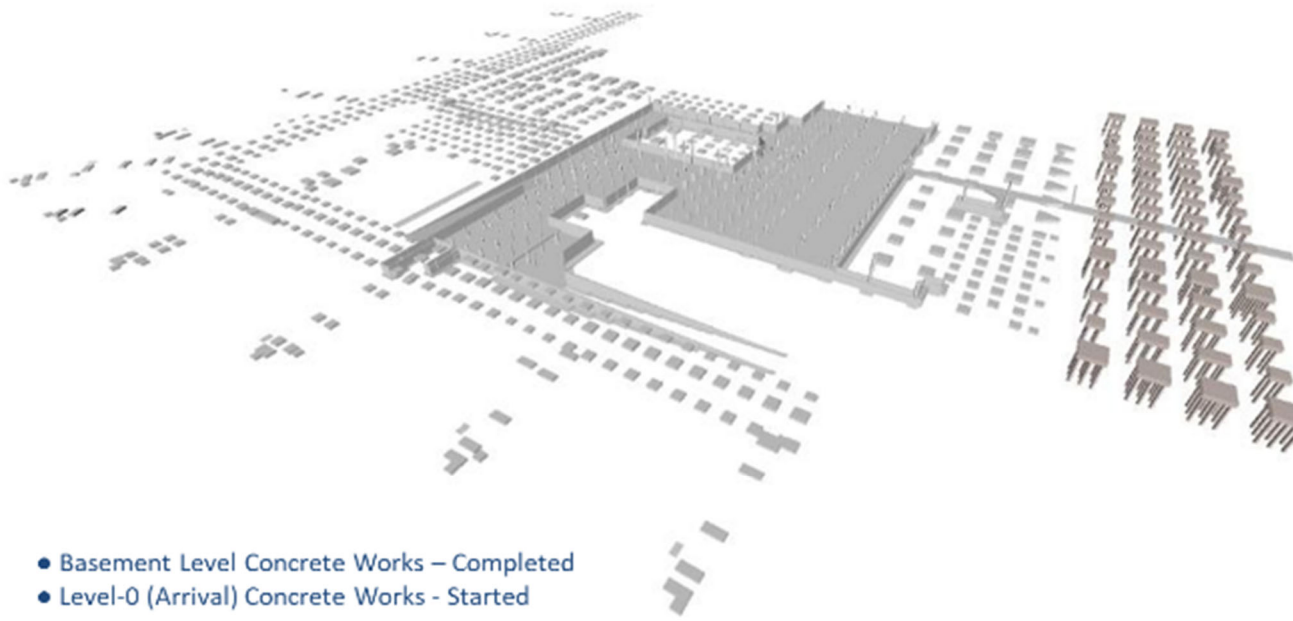 ● Basement Level Concrete Works – Completed
● Level-0 (Arrival) Concrete Works - Started